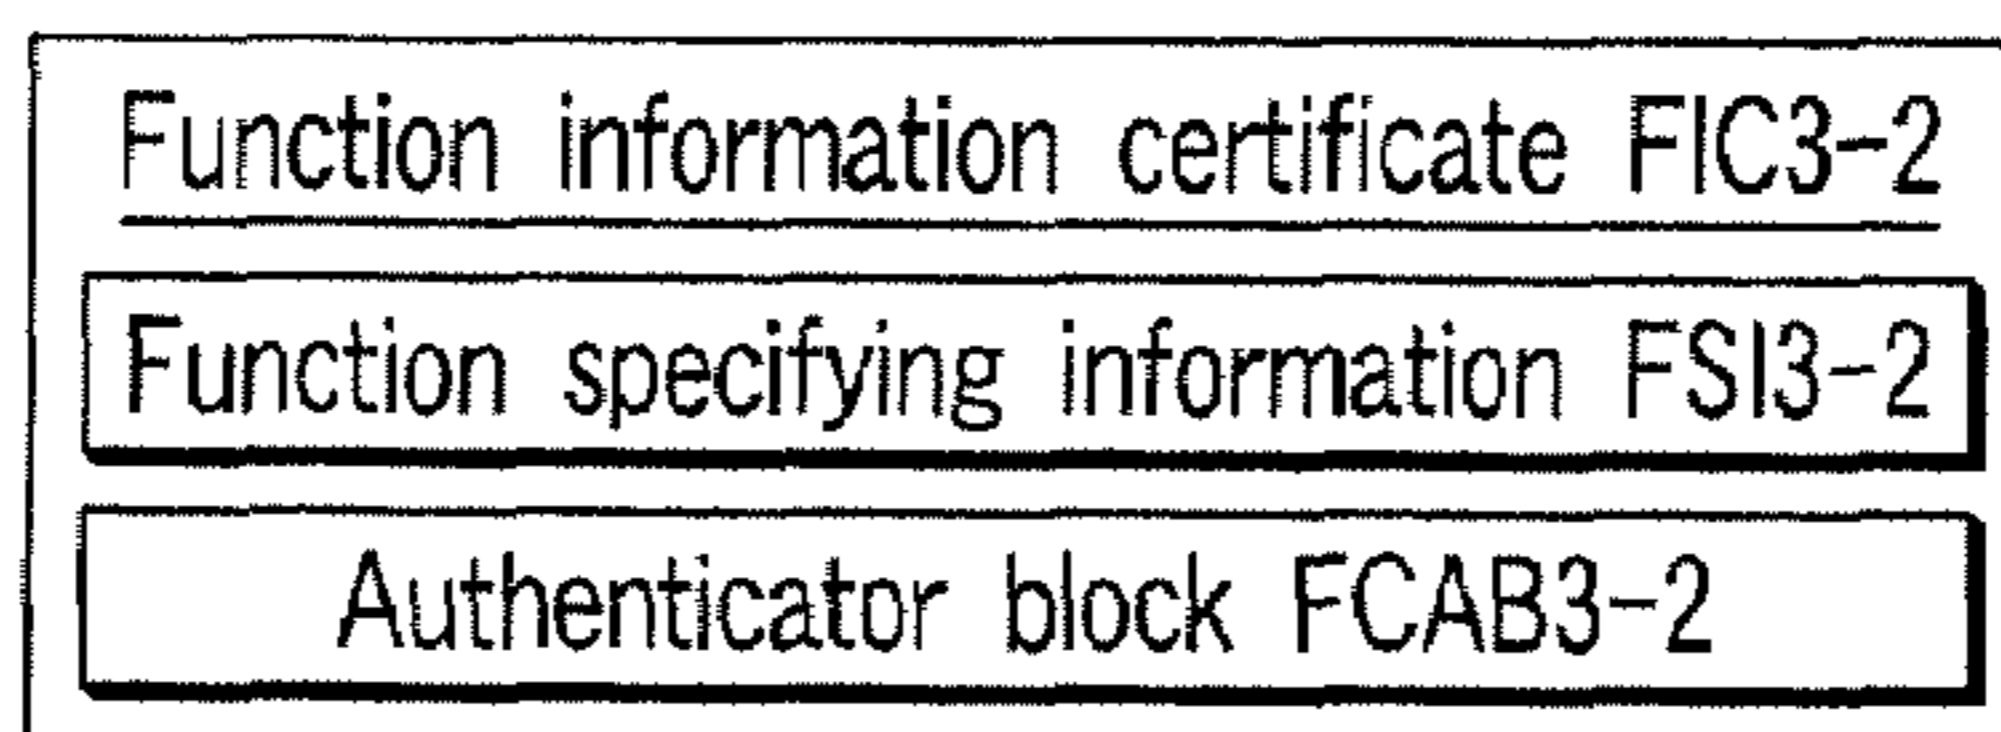 Function information certificate FIC3-2
Function specifying information FSI3-2
Authenticator block FCAB3-2